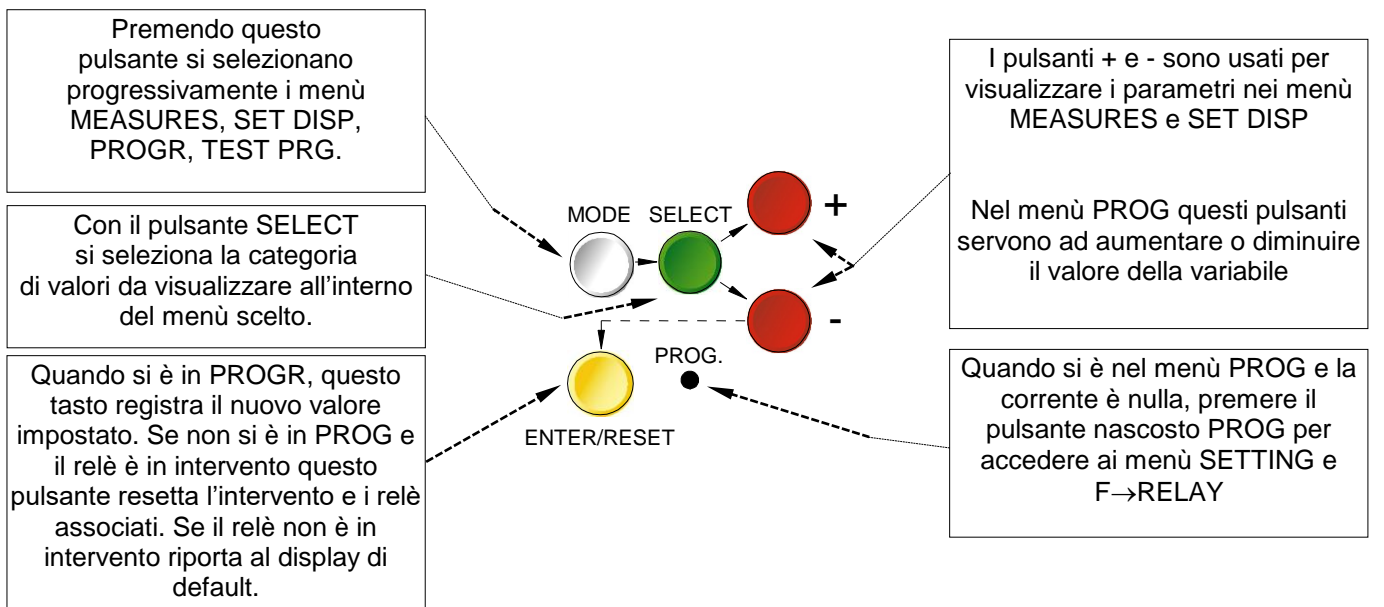 Premendo questo
pulsante si selezionano
progressivamente i menù
MEASURES, SET DISP,
PROGR, TEST PRG.
Con il pulsante SELECT
si seleziona la categoria
di valori da visualizzare all'interno
del menù scelto.
Quando si è in PROGR, questo
tasto registra il nuovo valore
impostato. Se non si è in PROG e
il relè è in intervento questo
pulsante resetta l'intervento e i relè
associati. Se il relè non è in
intervento riporta al display di
default.
MODE SELECT
+
-
PROG.
ENTER/RESET
I pulsanti + e - sono usati per
visualizzare i parametri nei menù
MEASURES e SET DISP
Nel menù PROG questi pulsanti
servono ad aumentare o diminuire
il valore della variabile
Quando si è nel menù PROG e la
corrente è nulla, premere il
pulsante nascosto PROG per
accedere ai menù SETTING e
F→RELAY